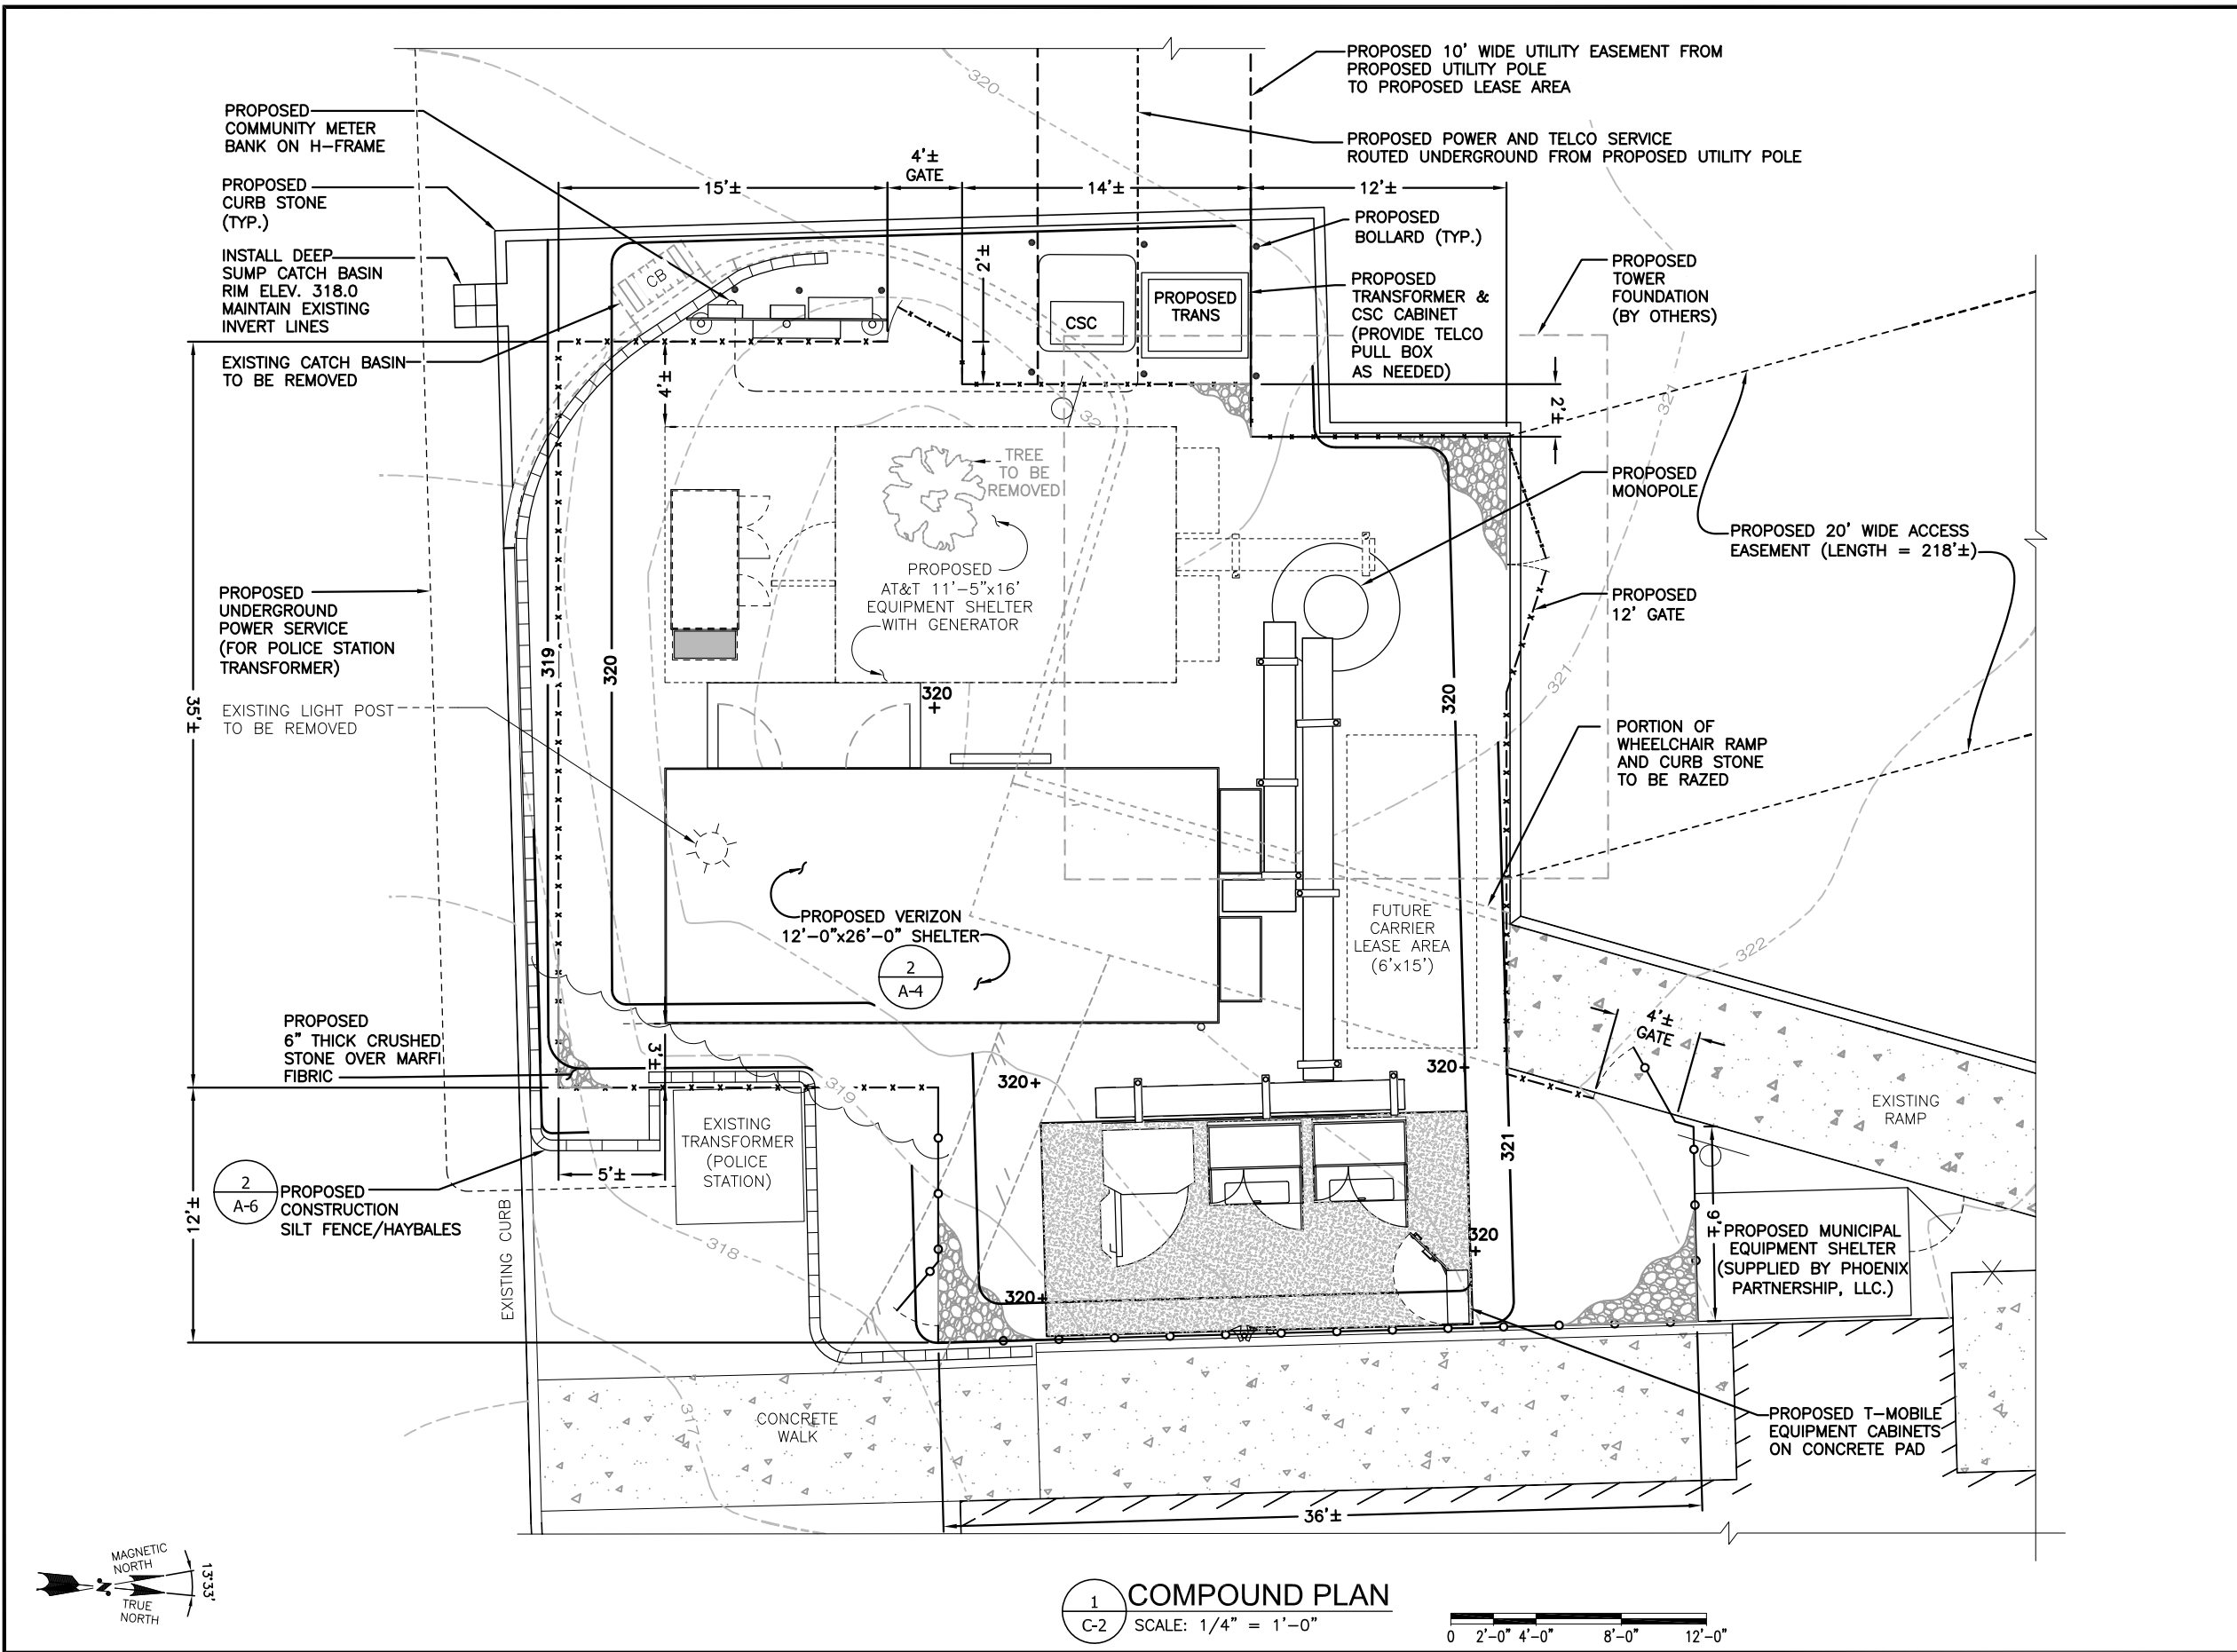 PROPOSED
COMMUNITY METER
BANK ON H-FRAME
PROPOSED
CURB STONE
(TYP.)
INSTALL DEEP
SUMP CATCH BASIN
RIM ELEV. 318.0
MAINTAIN EXISTING
INVERT LINES
EXISTING CATCH BASIN
TO BE REMOVED
PROPOSED
UNDERGROUND
POWER SERVICE
(FOR POLICE STATION
TRANSFORMER)
EXISTING LIGHT POST
TO BE REMOVED
PROPOSED
6" THICK CRUSHED
STONE OVER MARFI
FIBRIC
2
A-6
PROPOSED
CONSTRUCTION
SILT FENCE/HAYBALES
35'±
12'±
15'±
4'±
GATE
14'±
12'±
2'±
4'±
2'±
320
CB
CSC
PROPOSED
TRANS
PROPOSED 10' WIDE UTILITY EASEMENT FROM
PROPOSED UTILITY POLE
TO PROPOSED LEASE AREA
PROPOSED POWER AND TELCO SERVICE
ROUTED UNDERGROUND FROM PROPOSED UTILITY POLE
PROPOSED
BOLLARD (TYP.)
PROPOSED
TRANSFORMER &
CSC CABINET
(PROVIDE TELCO
PULL BOX
AS NEEDED)
PROPOSED
TOWER
FOUNDATION
(BY OTHERS)
321
PROPOSED
MONOPOLE
PROPOSED 20' WIDE ACCESS
EASEMENT (LENGTH = 218'±)
PROPOSED
12' GATE
PORTION OF
WHEELCHAIR RAMP
AND CURB STONE
TO BE RAZED
32
TREE
TO BE
REMOVED
PROPOSED
AT&T 11'-5"x16'
EQUIPMENT SHELTER
WITH GENERATOR
319
320
320
+
320
321
PROPOSED VERIZON
12'-0"x26'-0" SHELTER
2
A-4
FUTURE
CARRIER
LEASE AREA
(6'x15')
322
4'±
GATE
EXISTING
RAMP
3'±
320+
320+
319
EXISTING
TRANSFORMER
(POLICE
STATION)
5'±
318
321
320
+
320+
9'±
PROPOSED MUNICIPAL
EQUIPMENT SHELTER
(SUPPLIED BY PHOENIX
PARTNERSHIP, LLC.)
EXISTING CURB
317
CONCRETE
WALK
PROPOSED T-MOBILE
EQUIPMENT CABINETS
ON CONCRETE PAD
36'±
MAGNETIC
NORTH
N
TRUE
NORTH
13°33'
1
C-2
COMPOUND PLAN
SCALE: 1/4" = 1'-0"
0 2'-0" 4'-0" 8'-0" 12'-0"